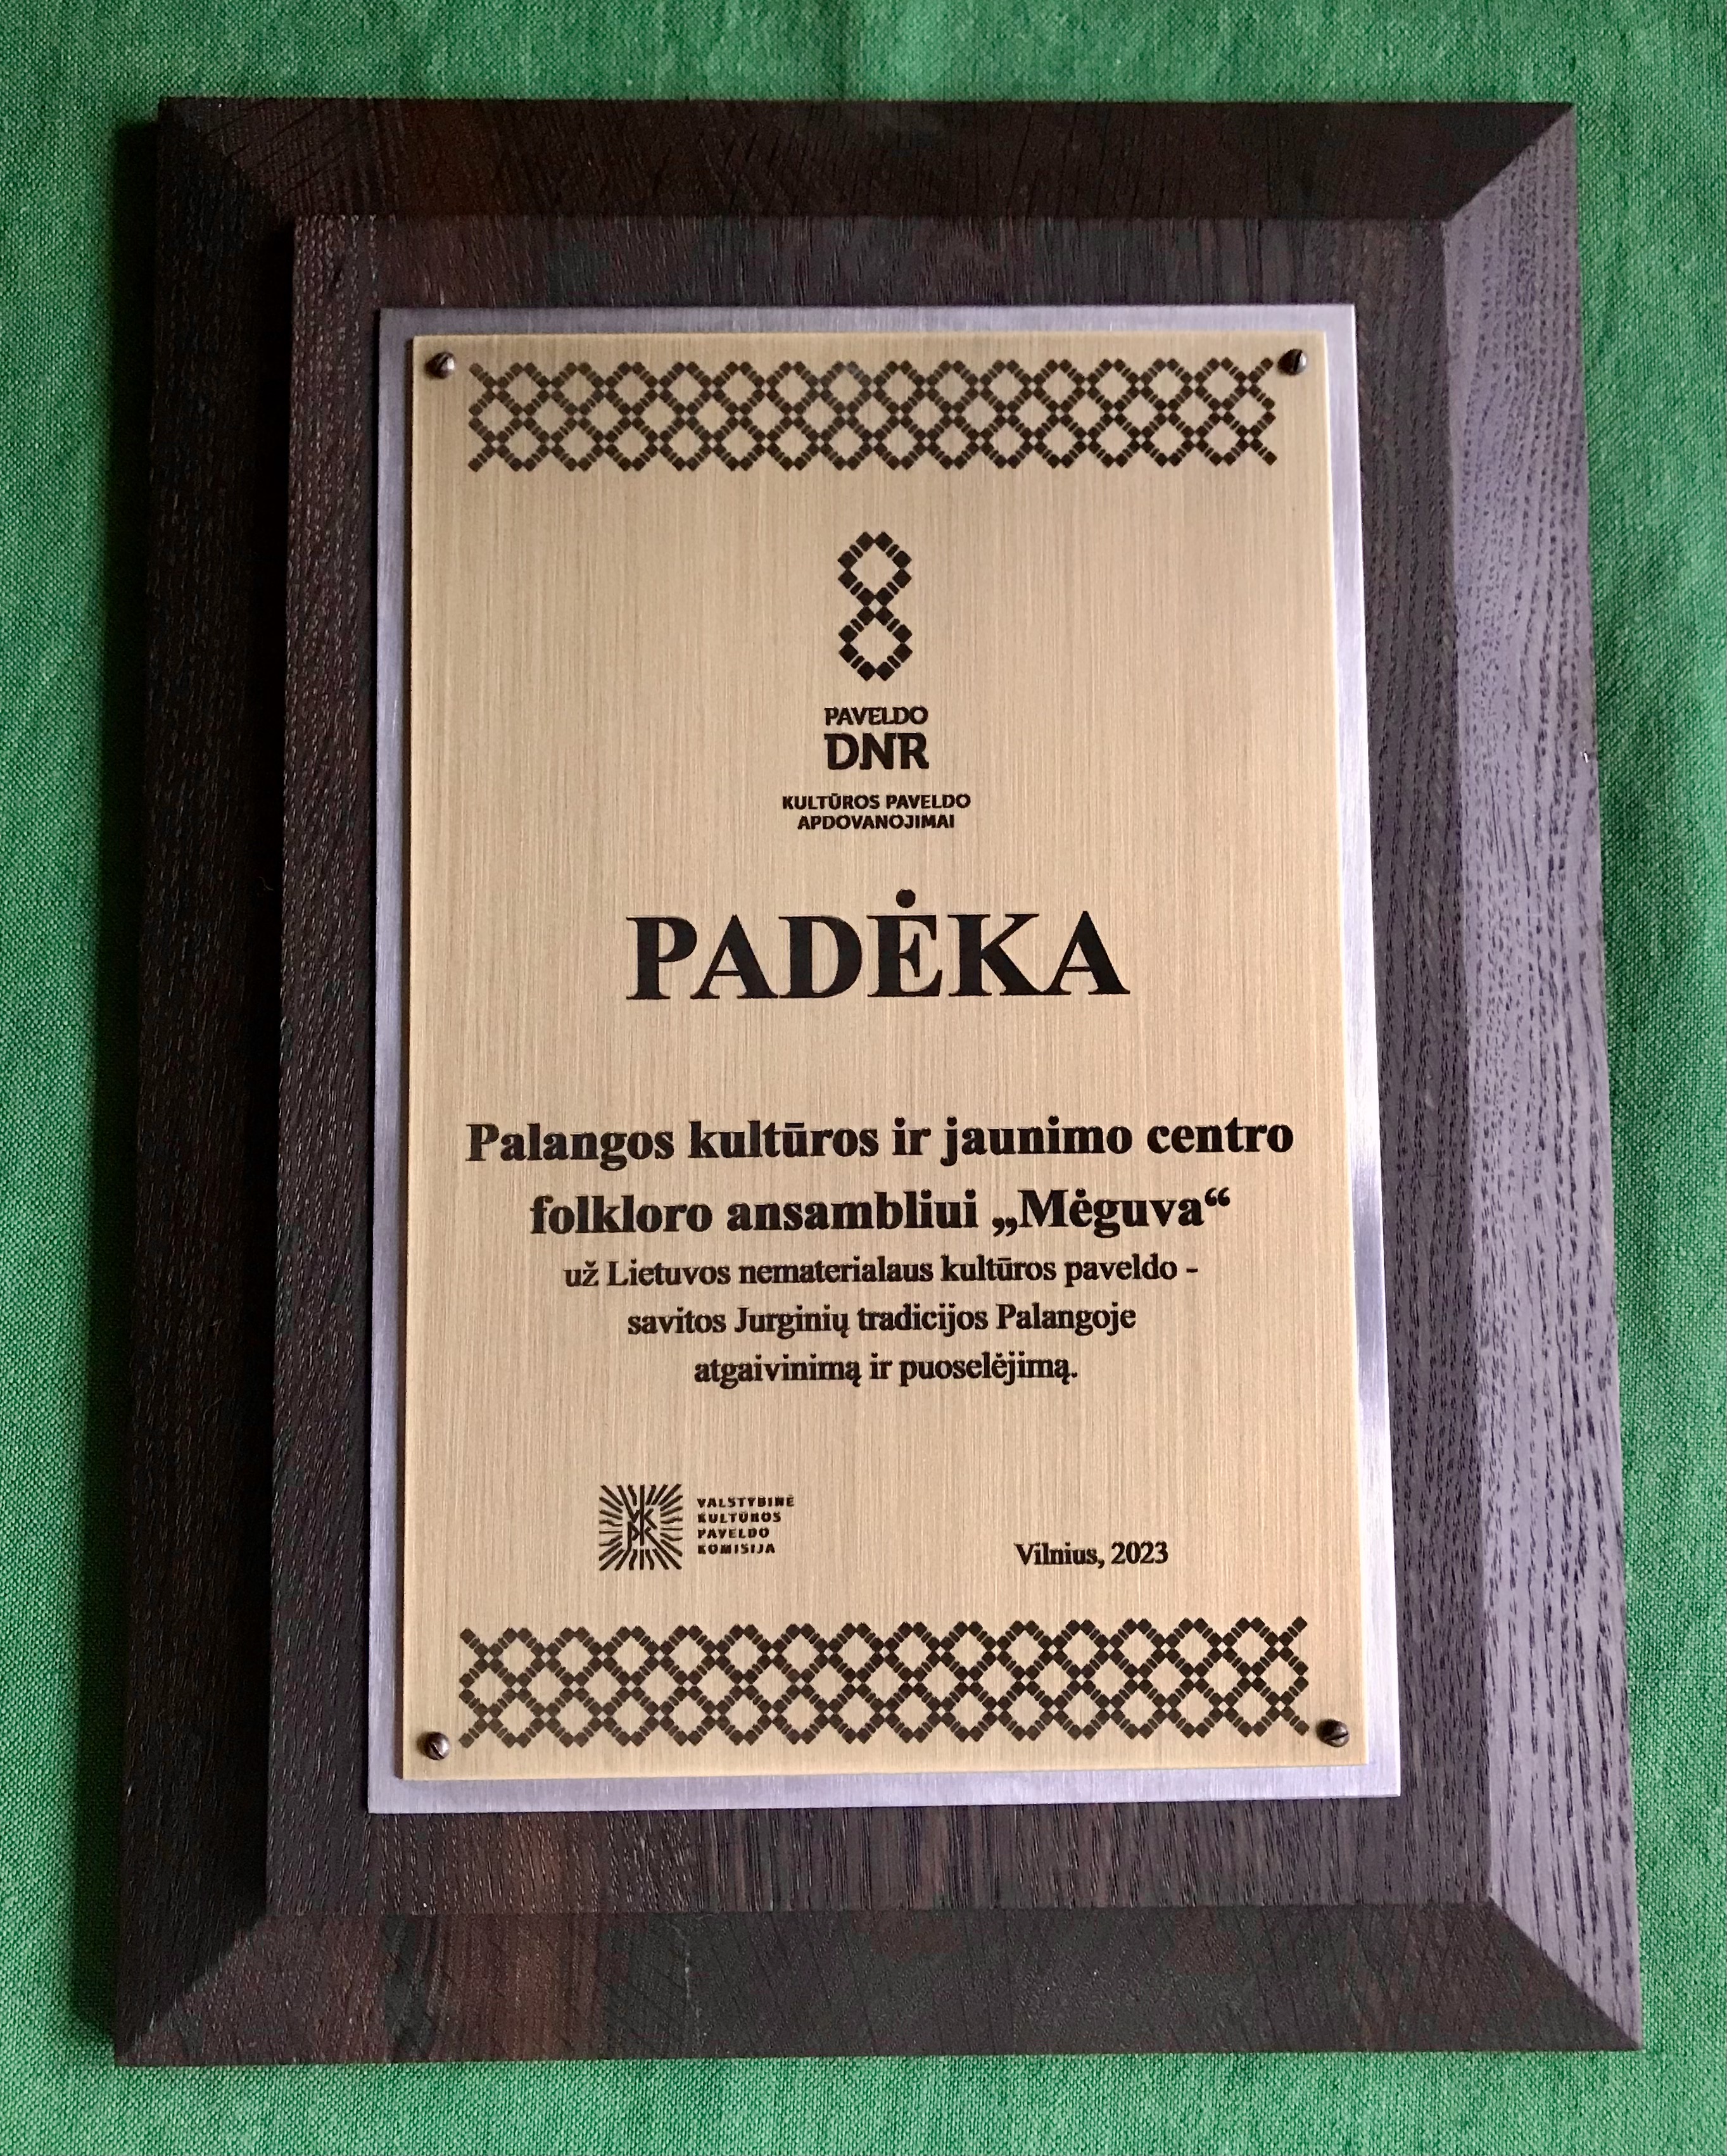 PAVELDO
DNR
KULTŪROS PAVELDO
APDOVANOJIMAI
PADĖKA
Palangos kultūros ir jaunimo centro
folkloro ansambliui „Mėguva“
už Lietuvos nematerialaus kultūros paveldo -
savitos Jurginių tradicijos Palangoje
atgaivinimą ir puoselėjimą.
VKPK
VALSTYBINĖ
KULTŪROS
PAVELDO
KOMISIJA
Vilnius, 2023